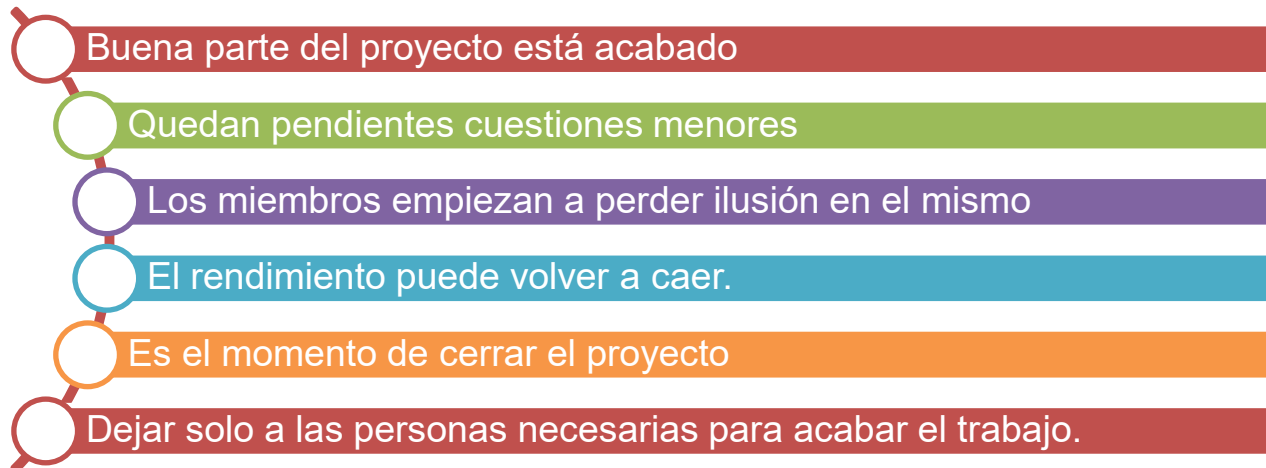 Buena parte del proyecto está acabado
Quedan pendientes cuestiones menores
Los miembros empiezan a perder ilusión en el mismo
El rendimiento puede volver a caer.
Es el momento de cerrar el proyecto
Dejar solo a las personas necesarias para acabar el trabajo.